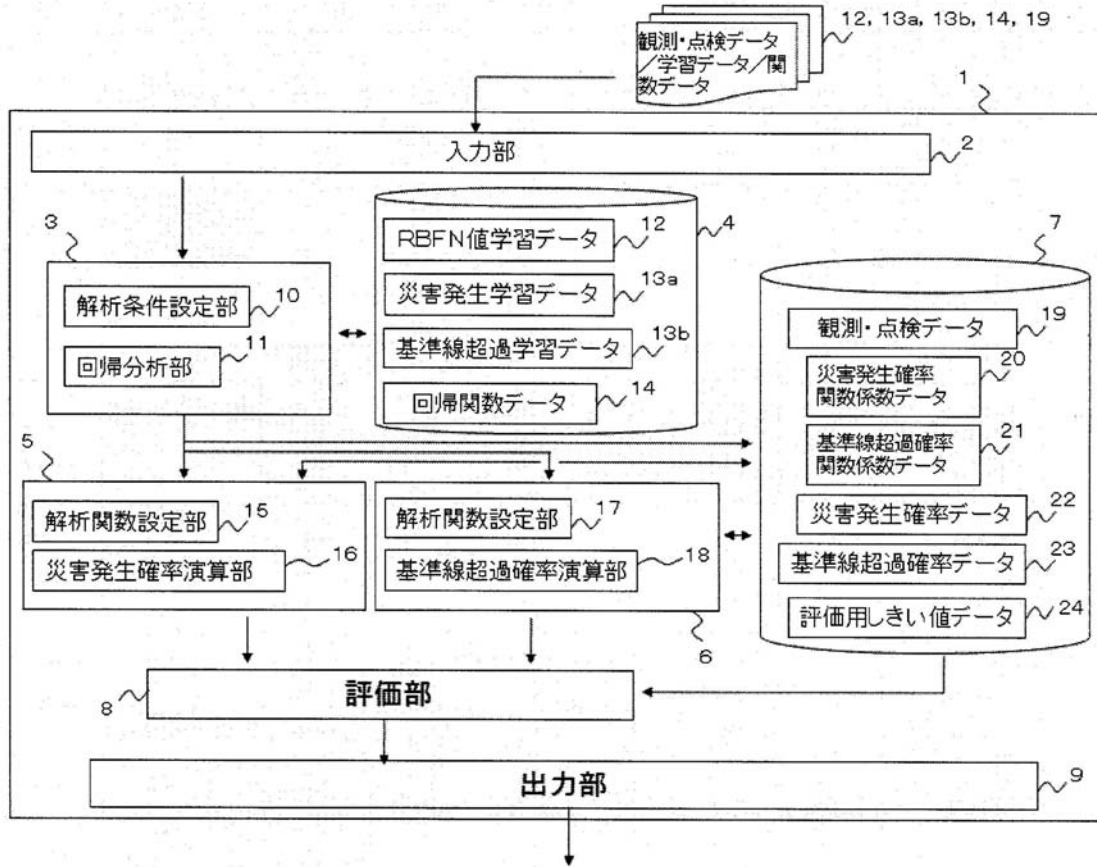 12, 13a, 13b, 14, 19
観測・点検データ
／学習データ／関
数データ
1
入力部
2
3
4
7
RBFN値学習データ
12
災害発生学習データ
13a
基準線超過学習データ
13b
回帰関数データ
14
解析条件設定部
10
回帰分析部
11
観測・点検データ
19
災害発生確率
関数係数データ
20
基準線超過確率
関数係数データ
21
災害発生確率データ
22
基準線超過確率データ
23
評価用しきい値データ
24
5
解析関数設定部
15
災害発生確率演算部
16
解析関数設定部
17
基準線超過確率演算部
18
6
評価部
8
出力部
9